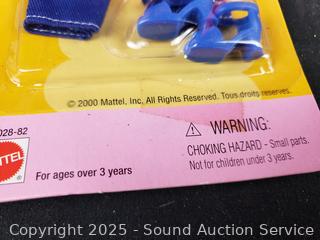 © 2000 Mattel, Inc. All Rights Reserved. Tous droits réservés.
028-82
MATTEL
For ages over 3 years
⚠ WARNING:
CHOKING HAZARD - Small parts.
Not for children under 3 years.
Copyright 2025 - Sound Auction Service